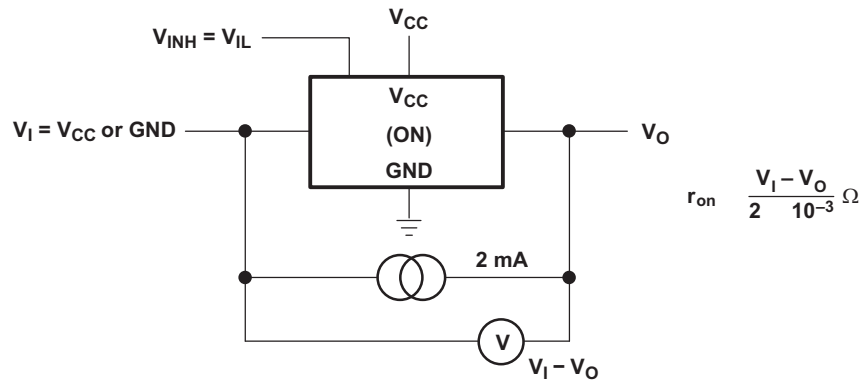 V_CC
V_INH = V_IL
V_CC
V_I = V_CC or GND
(ON)
V_O
GND
r_on   V_I – V_O / 2   10^–3 Ω
2 mA
V
V_I – V_O